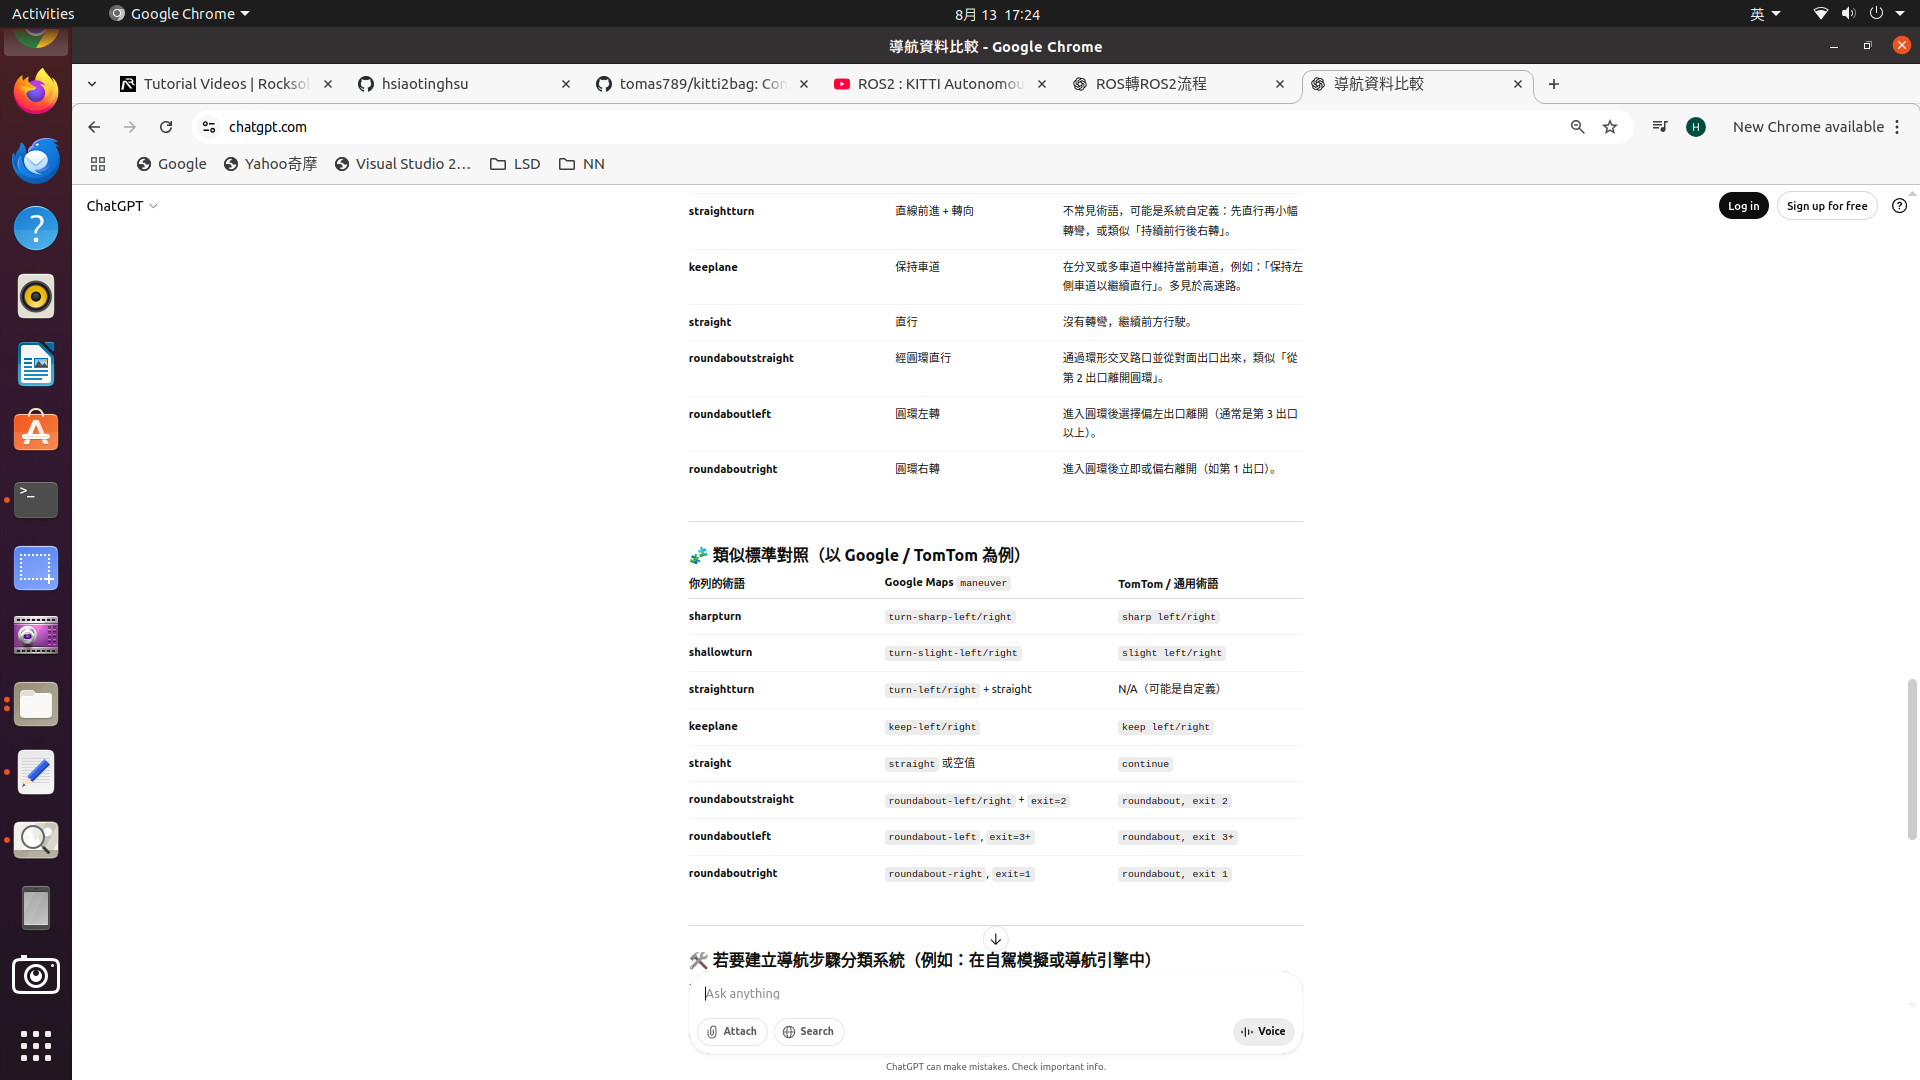 Activities
Google Chrome
8月 13 17:24
英
導航資料比較 - Google Chrome
Tutorial Videos | Rocksol
hsiaotinghsu
tomas789/kitti2bag: Con
ROS2 : KITTI Autonomou
ROS轉ROS2流程
導航資料比較
chatgpt.com
H
New Chrome available
Google
Yahoo奇摩
Visual Studio 2…
LSD
NN
ChatGPT
Log in
Sign up for free
straightturn 直線前進 + 轉向 不常見術語，可能是系統自定義：先直行再小幅
轉彎，或類似「持續前行後右轉」。
keeplane 保持車道 在分叉或多車道中維持當前車道，例如：「保持左
側車道以繼續直行」。多見於高速路。
straight 直行 沒有轉彎，繼續前方行駛。
roundaboutstraight 經圓環直行 通過環形交叉路口並從對面出口出來，類似「從
第 2 出口離開圓環」。
roundaboutleft 圓環左轉 進入圓環後選擇偏左出口離開（通常是第 3 出口
以上）。
roundaboutright 圓環右轉 進入圓環後立即或偏右離開（如第 1 出口）。
🧩 類似標準對照（以 Google / TomTom 為例）
你列的術語 Google Maps maneuver TomTom / 通用術語
sharpturn turn-sharp-left/right sharp left/right
shallowturn turn-slight-left/right slight left/right
straightturn turn-left/right + straight N/A（可能是自定義）
keeplane keep-left/right keep left/right
straight straight 或空值 continue
roundaboutstraight roundabout-left/right + exit=2 roundabout, exit 2
roundaboutleft roundabout-left, exit=3+ roundabout, exit 3+
roundaboutright roundabout-right, exit=1 roundabout, exit 1
🛠 若要建立導航步驟分類系統（例如：在自駕模擬或導航引擎中）
Ask anything
Attach
Search
Voice
ChatGPT can make mistakes. Check important info.